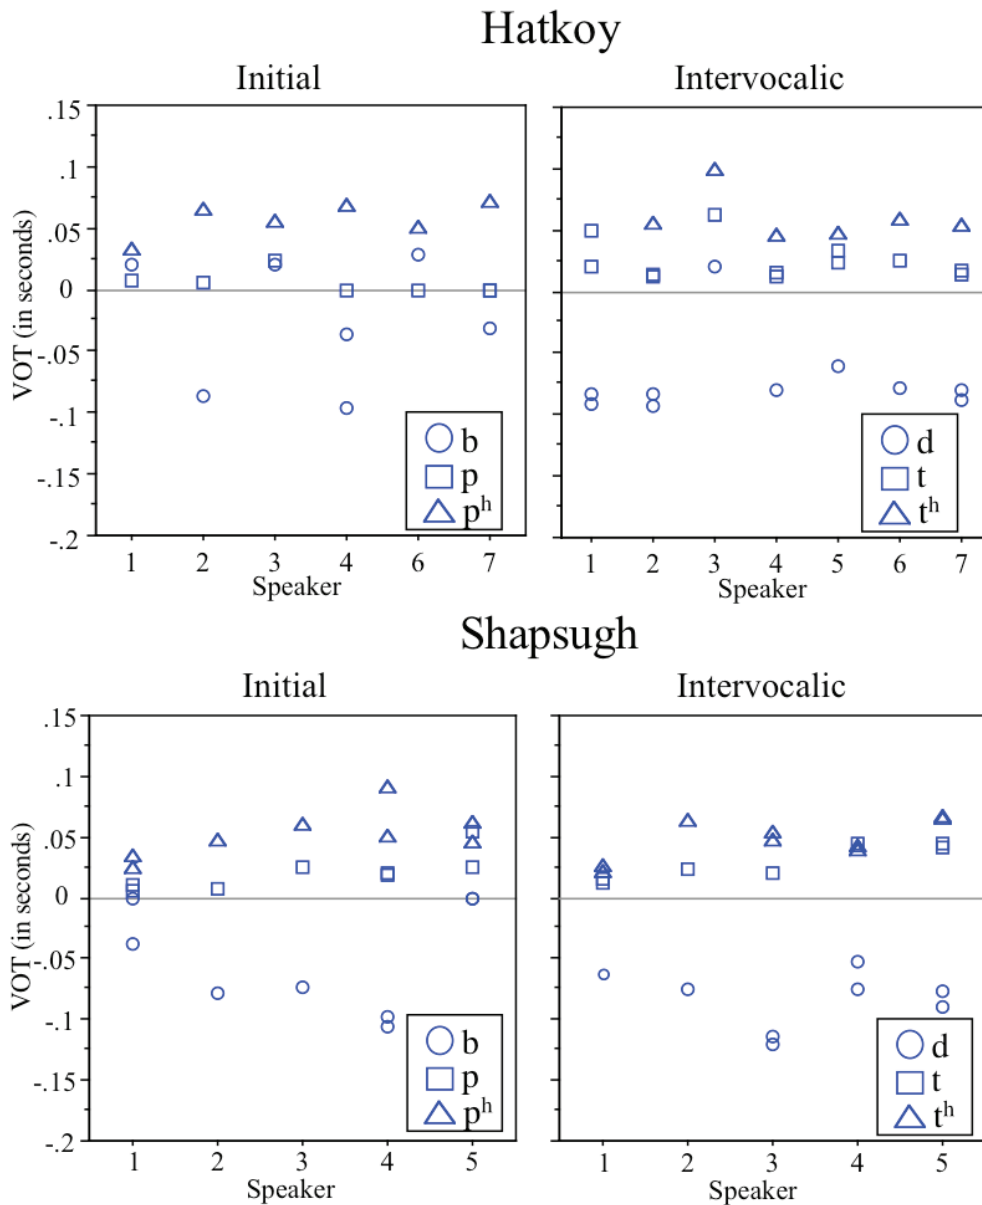 Hatkoy
Initial
Intervocalic
VOT (in seconds)
.15
.1
.05
0
-.05
-.1
-.15
-.2
b
p
pʰ
d
t
tʰ
1 2 3 4 6 7
1 2 3 4 5 6 7
Speaker
Speaker
Shapsugh
Initial
Intervocalic
VOT (in seconds)
.15
.1
.05
0
-.05
-.1
-.15
-.2
b
p
pʰ
d
t
tʰ
1 2 3 4 5
1 2 3 4 5
Speaker
Speaker